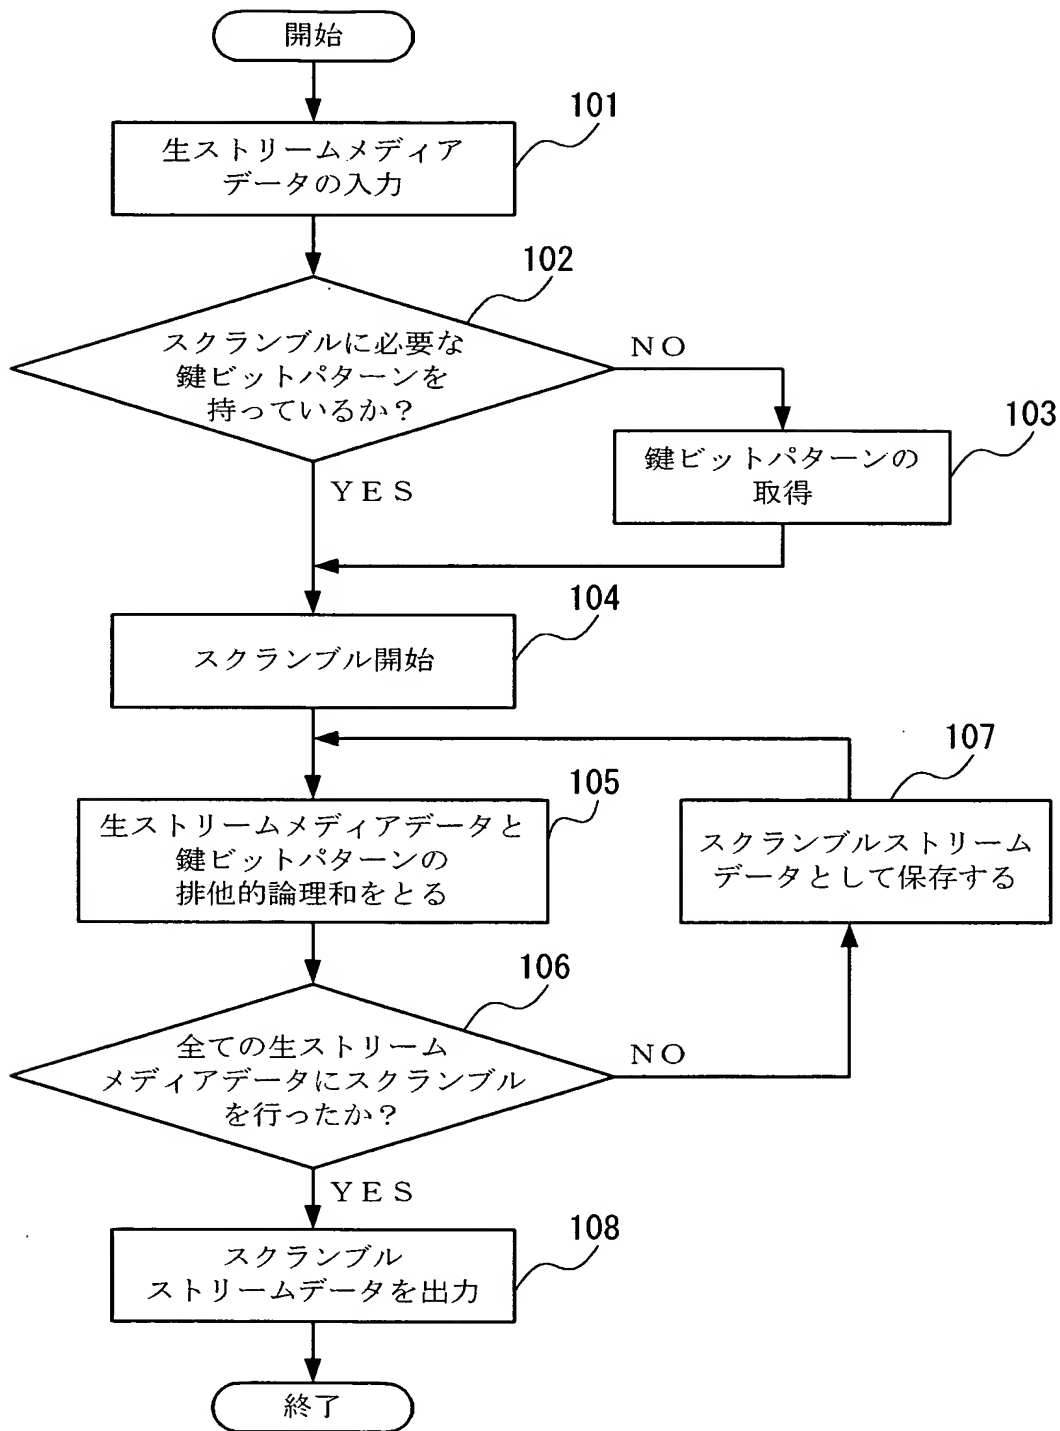 開始
101
生ストリームメディア
データの入力
102
スクランブルに必要な
鍵ビットパターンを
持っているか?
NO
103
鍵ビットパターンの
取得
YES
104
スクランブル開始
107
105
生ストリームメディアデータと
鍵ビットパターンの
排他的論理和をとる
スクランブルストリーム
データとして保存する
106
全ての生ストリーム
メディアデータにスクランブル
を行ったか?
NO
YES
108
スクランブル
ストリームデータを出力
終了